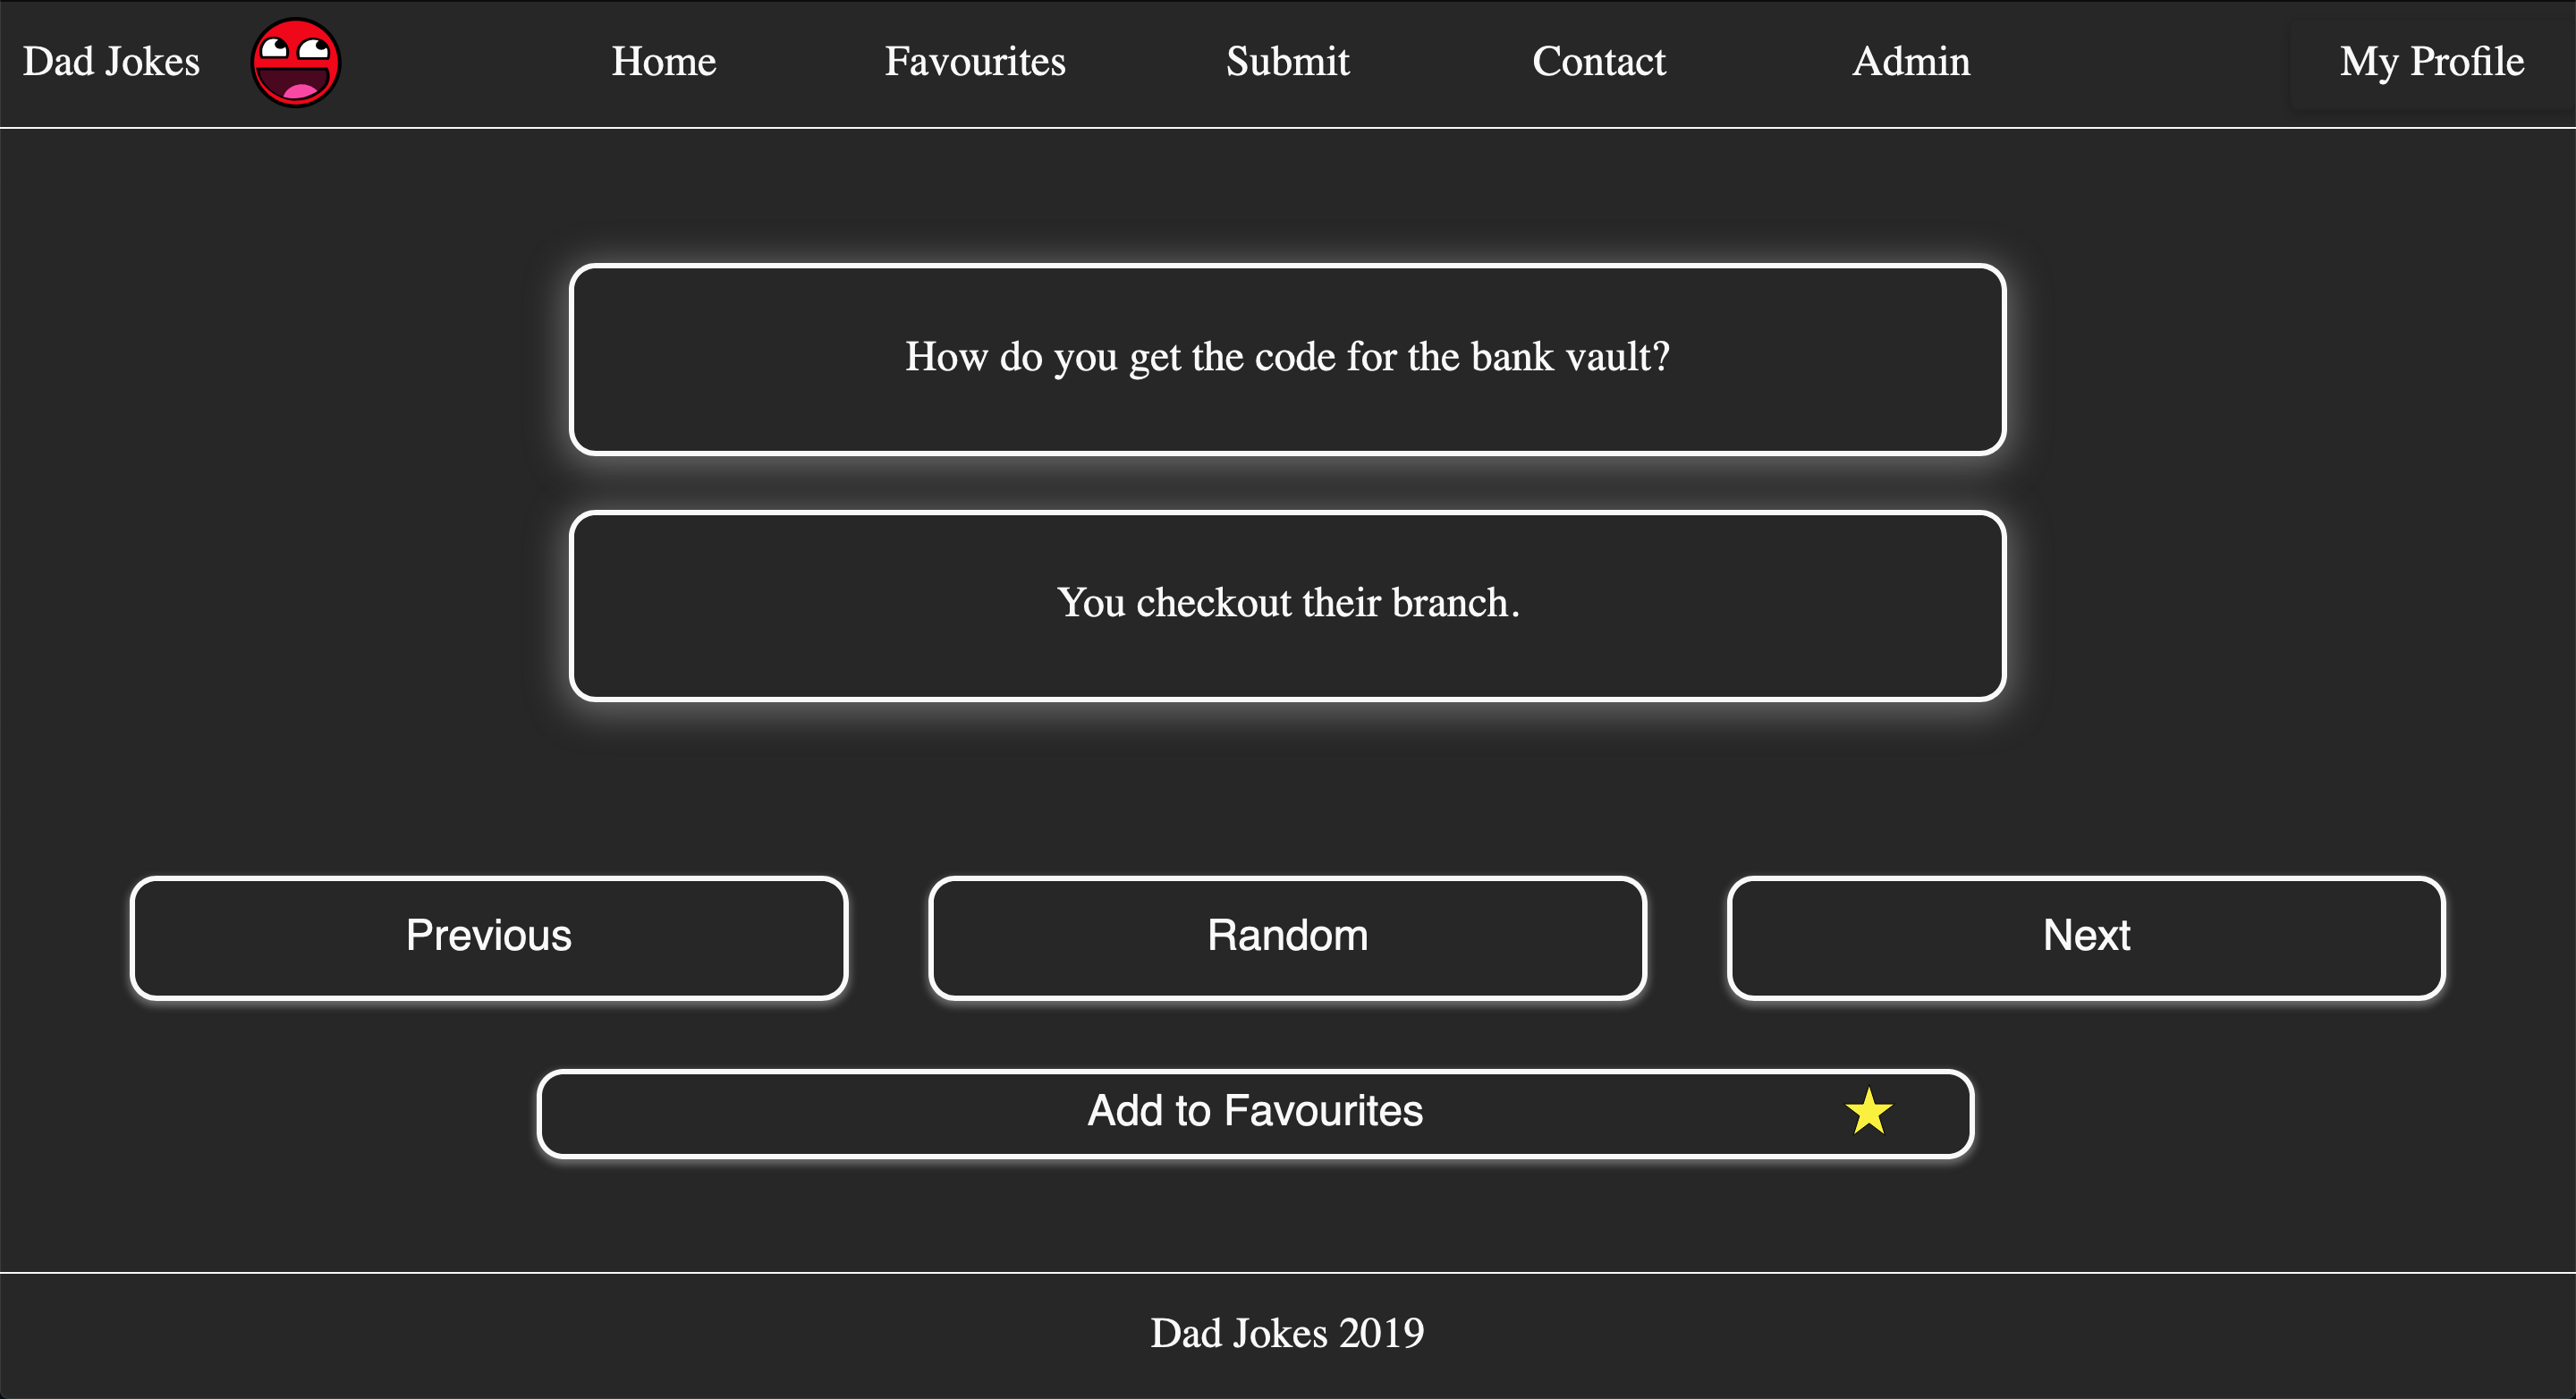 Dad Jokes
Home Favourites Submit Contact Admin
My Profile
How do you get the code for the bank vault?
You checkout their branch.
Previous
Random
Next
Add to Favourites
Dad Jokes 2019